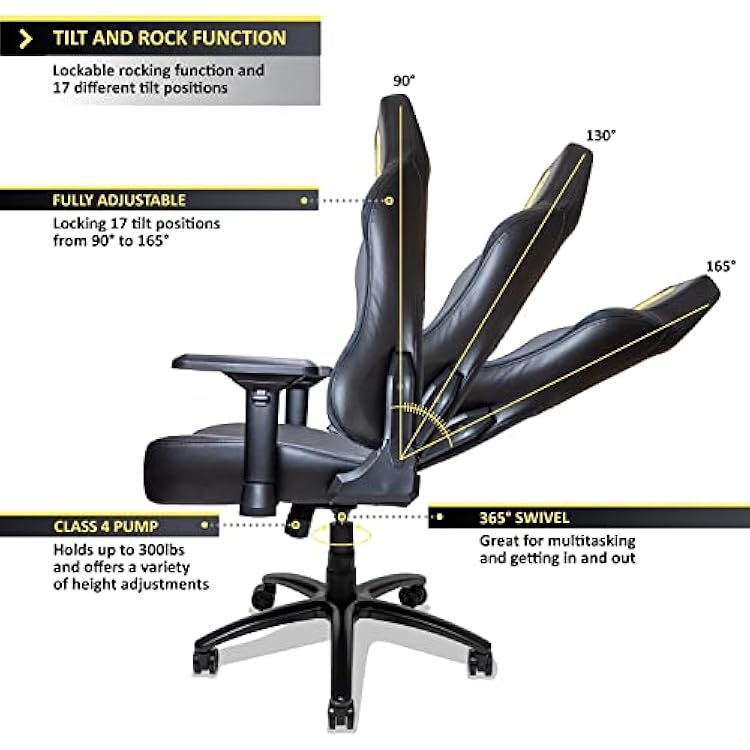 TILT AND ROCK FUNCTION
Lockable rocking function and
17 different tilt positions
90°
130°
165°
FULLY ADJUSTABLE
Locking 17 tilt positions
from 90° to 165°
CLASS 4 PUMP
Holds up to 300lbs
and offers a variety
of height adjustments
365° SWIVEL
Great for multitasking
and getting in and out